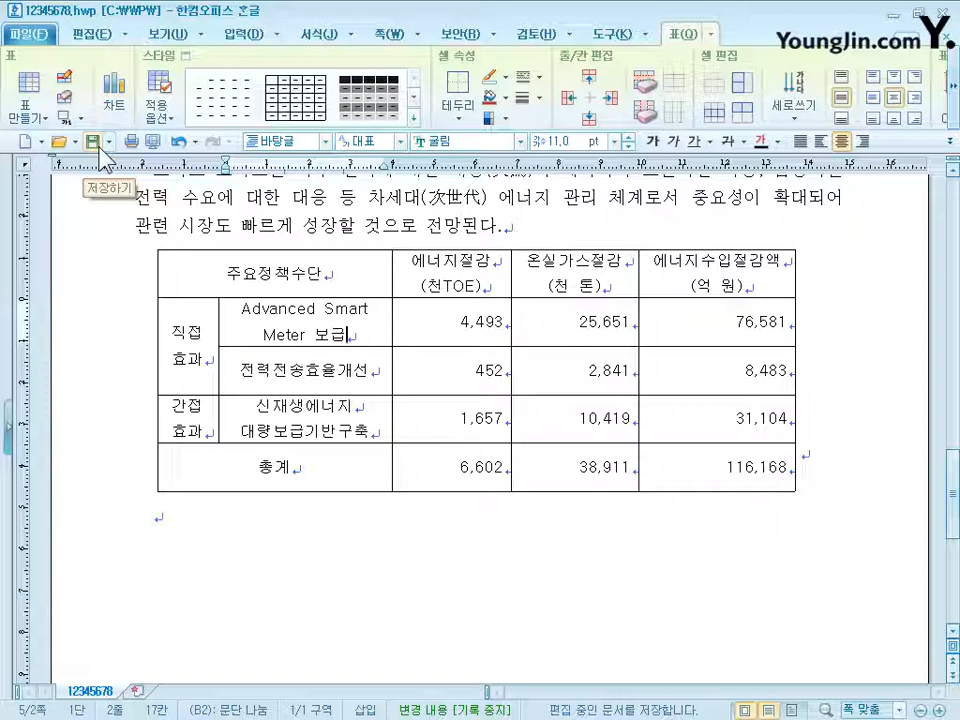 12345678.hwp [C:\WWPW] - 한컴오피스 혼글
파일(F) 편집(E) 보기(U) 입력(D) 서식(J) 쪽(W) 보안(R) 검토(H) 도구(K) 표(Q)
YoungJin.com Y.
표 스타일 셀 속성 줄/칸 편집 셀 편집
표 만들기 차트 적용 옵션 테두리 세로쓰기
바탕글 대표 굴림 11.0 pt
저장하기
전력 수요에 대한 대응 등 차세대(次世代) 에너지 관리 체계로서 중요성이 확대되어
관련 시장도 빠르게 성장할 것으로 전망된다.
주요정책수단 에너지절감 (천TOE) 온실가스절감 (천 톤) 에너지수입절감액 (억 원)
직접 효과 Advanced Smart Meter 보급 4,493 25,651 76,581
전력전송효율개선 452 2,841 8,483
간접 효과 신재생에너지 대량보급기반구축 1,657 10,419 31,104
총계 6,602 38,911 116,168
12345678
5/2쪽 1단 2줄 17칸 (B2): 문단 나눔 1/1 구역 삽입 변경 내용 [기록 중지] 편집 중인 문서를 저장합니다. 폭 맞춤